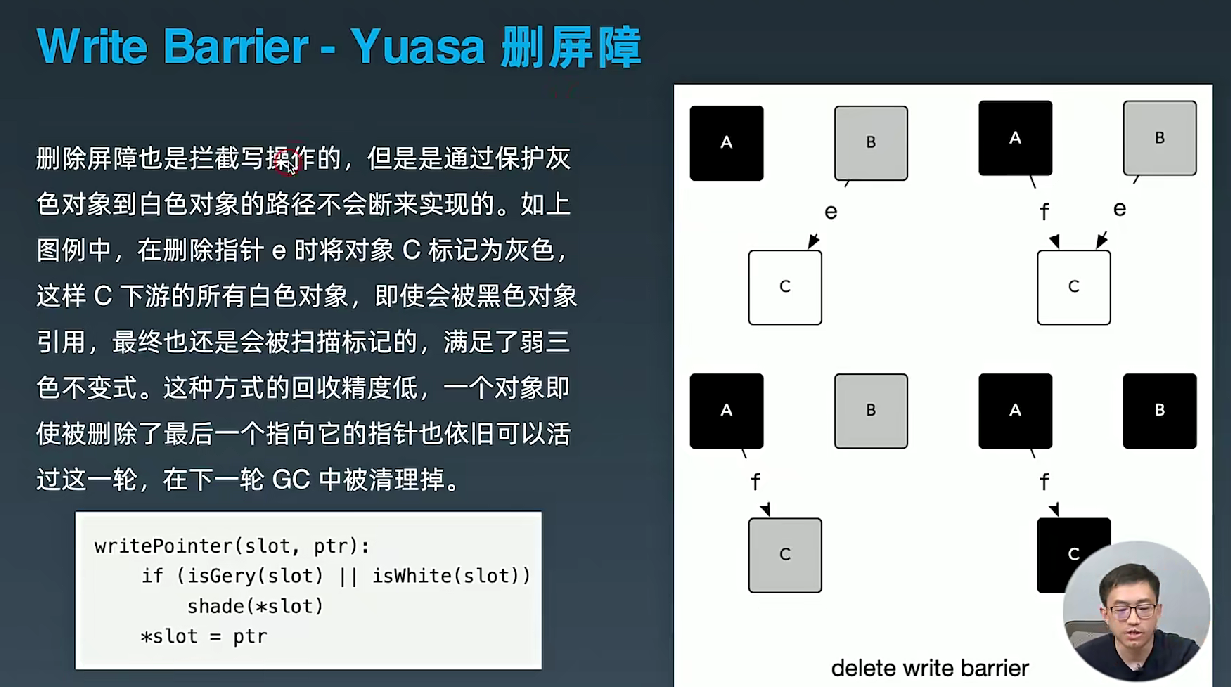 Write Barrier - Yuasa 删屏障
删除屏障也是拦截写操作的，但是是通过保护灰
色对象到白色对象的路径不会断来实现的。如上
图例中，在删除指针 e 时将对象 C 标记为灰色，
这样 C 下游的所有白色对象，即使会被黑色对象
引用，最终也还是会被扫描标记的，满足了弱三
色不变式。这种方式的回收精度低，一个对象即
使被删除了最后一个指向它的指针也依旧可以活
过这一轮，在下一轮 GC 中被清理掉。
writePointer(slot, ptr):
if (isGery(slot) || isWhite(slot))
shade(*slot)
*slot = ptr
A
B
e
C
A
B
f
e
C
A
B
f
C
A
B
f
C
delete write barrier